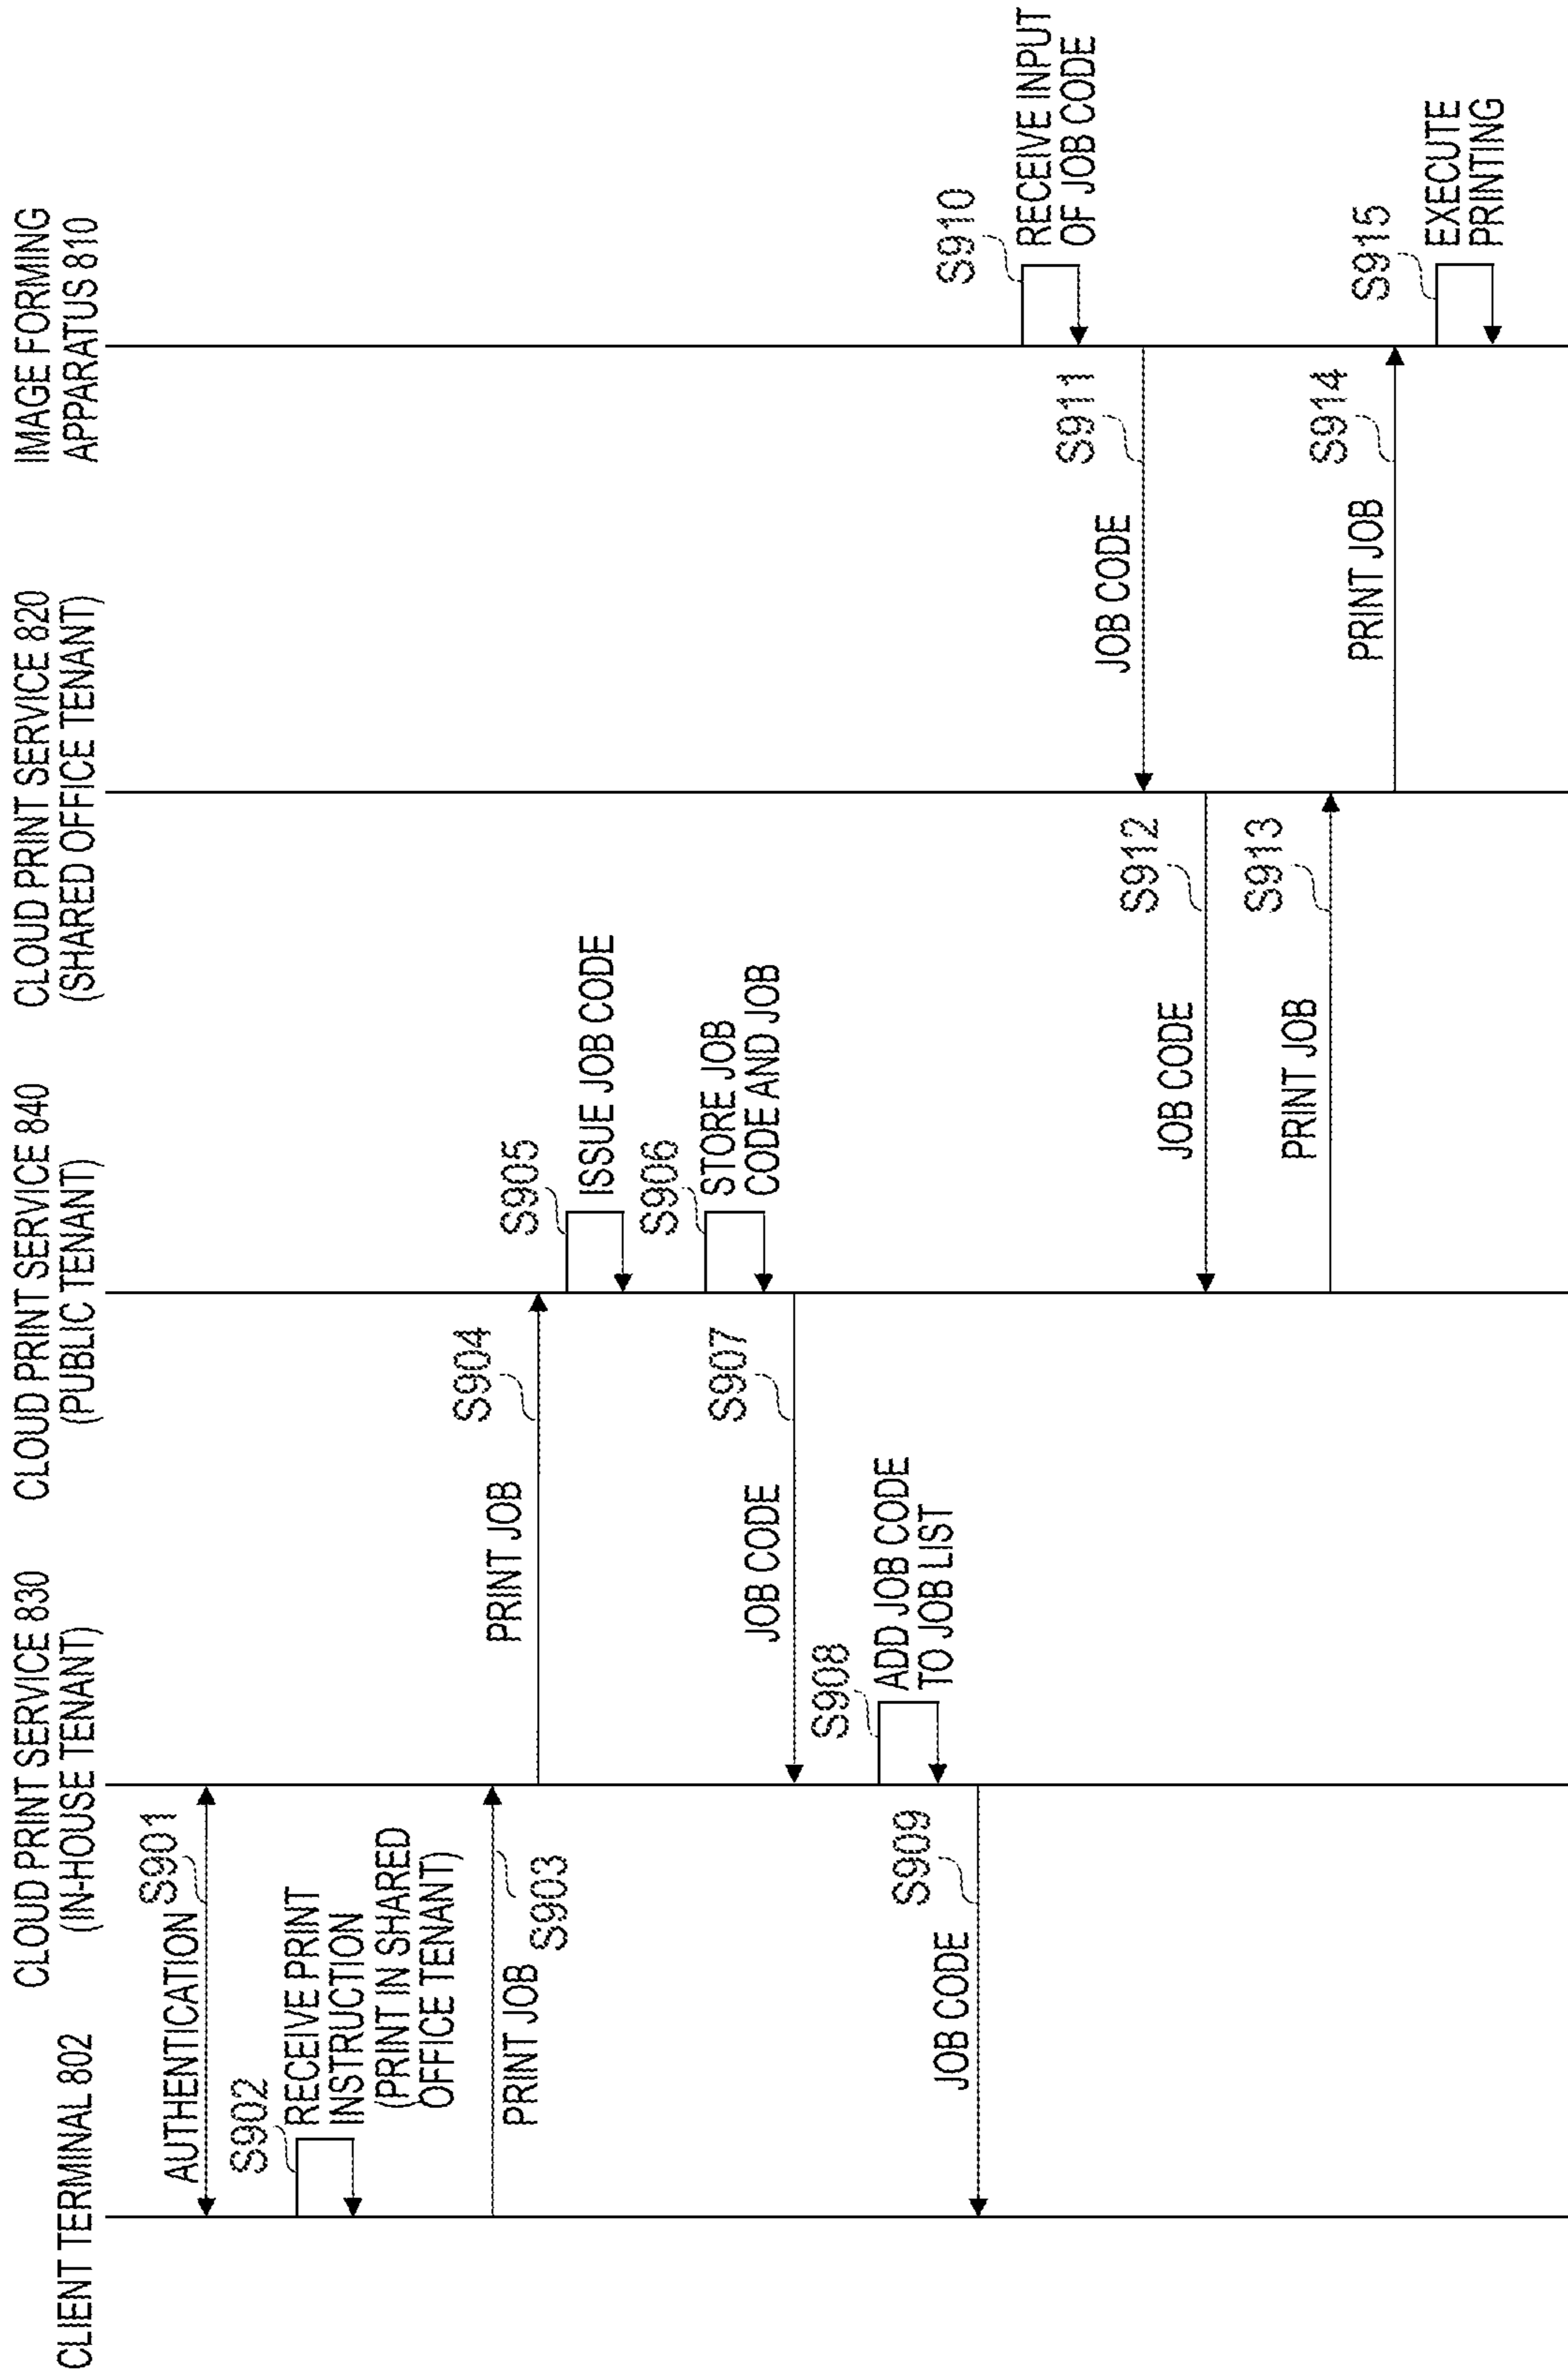 CLIENT TERMINAL 802
CLOUD PRINT SERVICE 830
(IN-HOUSE TENANT)
CLOUD PRINT SERVICE 840
(PUBLIC TENANT)
CLOUD PRINT SERVICE 820
(SHARED OFFICE TENANT)
IMAGE FORMING
APPARATUS 810
AUTHENTICATION
S901
S902
RECEIVE PRINT
INSTRUCTION
(PRINT IN SHARED
OFFICE TENANT)
PRINT JOB
S903
PRINT JOB
S904
S905
ISSUE JOB CODE
S906
STORE JOB
CODE AND JOB
JOB CODE
S907
S908
ADD JOB CODE
TO JOB LIST
JOB CODE
S909
S910
RECEIVE INPUT
OF JOB CODE
JOB CODE
S911
JOB CODE
S912
PRINT JOB
S913
PRINT JOB
S914
S915
EXECUTE
PRINTING